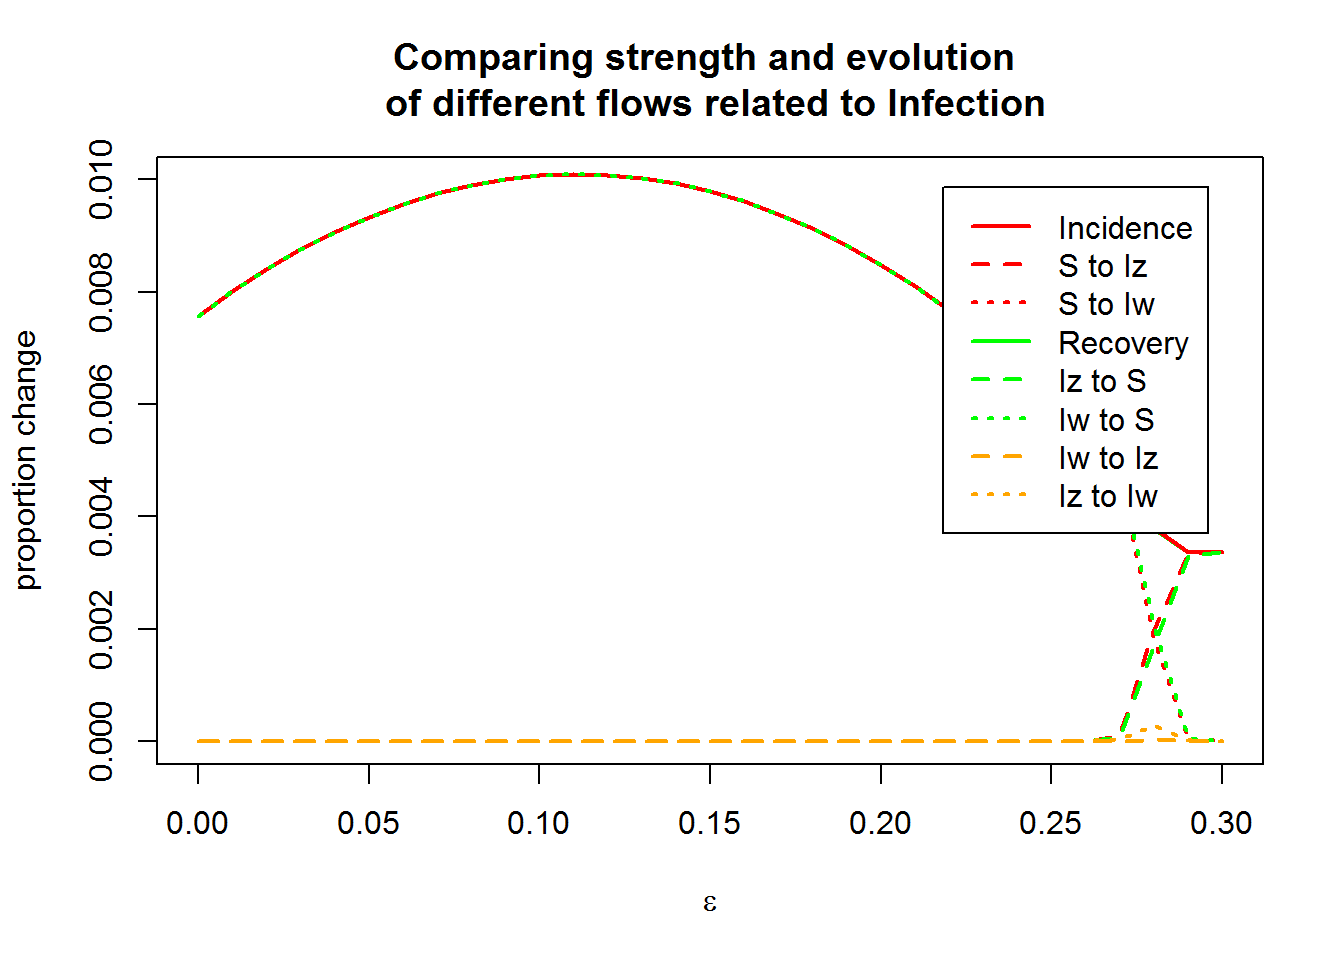 Comparing strength and evolution
of different flows related to Infection
proportion change
0.010
0.008
0.006
0.004
0.002
0.000
Incidence
S to Iz
S to Iw
Recovery
Iz to S
Iw to S
Iw to Iz
Iz to Iw
0.00 0.05 0.10 0.15 0.20 0.25 0.30
ε